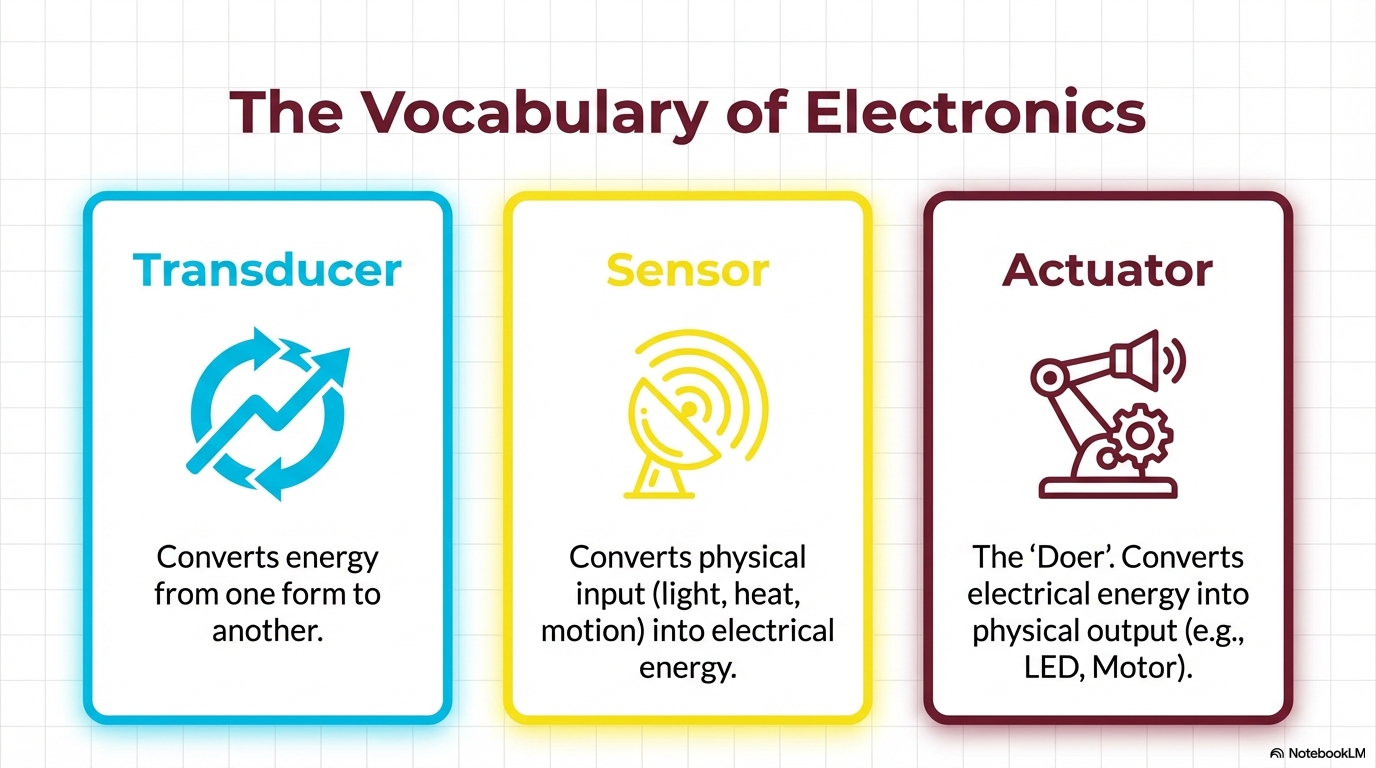 The Vocabulary of Electronics
Transducer
Converts energy
from one form to
another.
Sensor
Converts physical
input (light, heat,
motion) into electrical
energy.
Actuator
The ‘Doer’. Converts
electrical energy into
physical output (e.g.,
LED, Motor).
NotebookLM